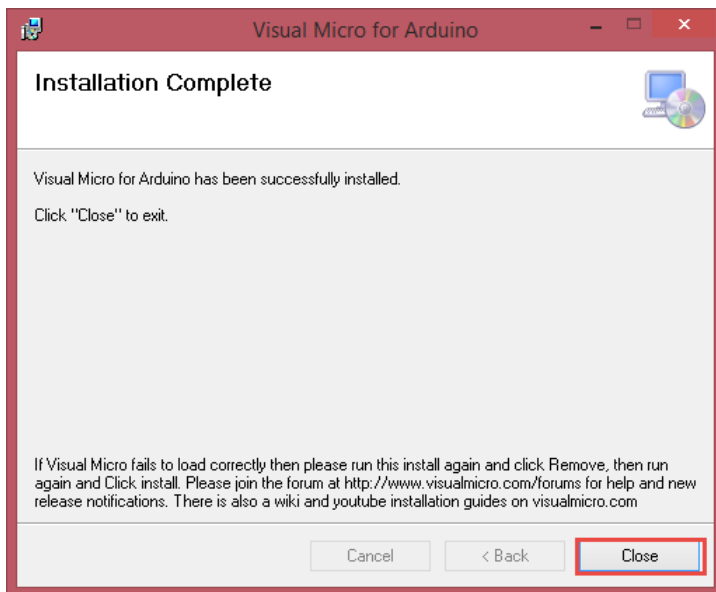 Visual Micro for Arduino
Installation Complete
Visual Micro for Arduino has been successfully installed.
Click "Close" to exit.
If Visual Micro fails to load correctly then please run this install again and click Remove, then run
again and Click install. Please join the forum at http://www.visualmicro.com/forums for help and new
release notifications. There is also a wiki and youtube installation guides on visualmicro.com
Cancel
< Back
Close